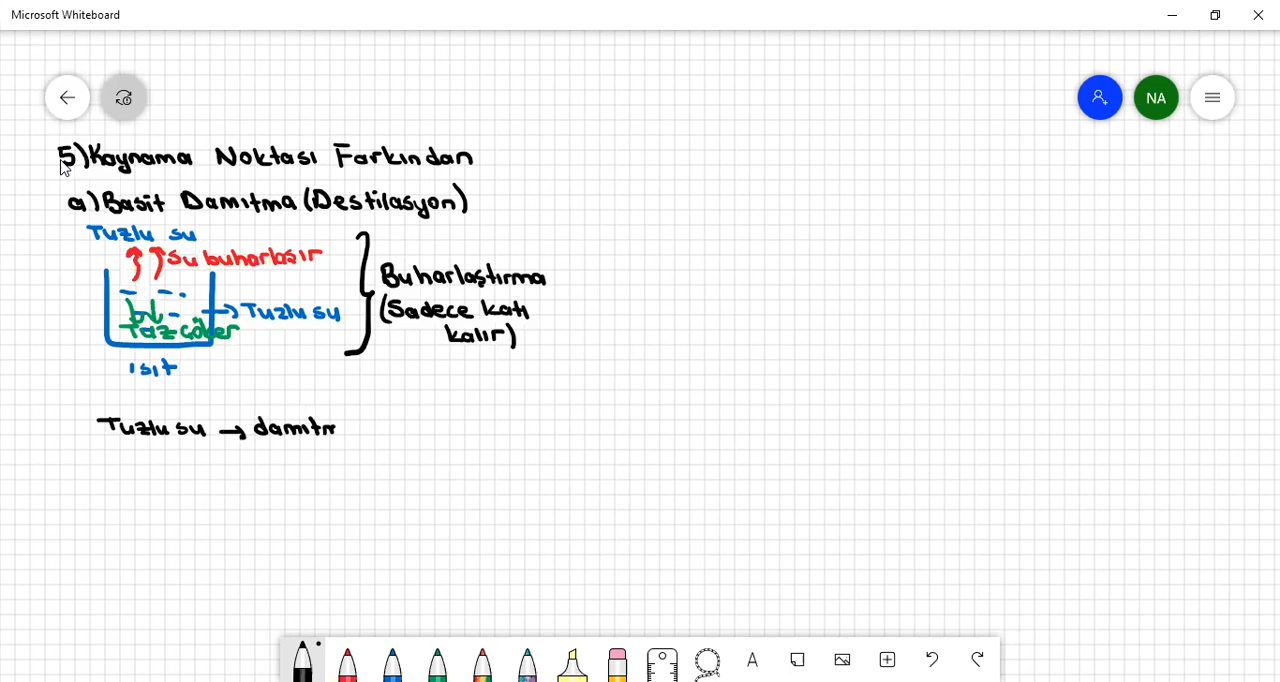 Microsoft Whiteboard
NA
5)Kaynama Noktası Farkından
a) Basit Damıtma (Destilasyon)
Tuzlu su
Su buharlaşır
→ Tuzlu su
Tuz çöker
ısıt
Buharlaştırma
(Sadece katı
kalır)
Tuzlu su → damıtm
A